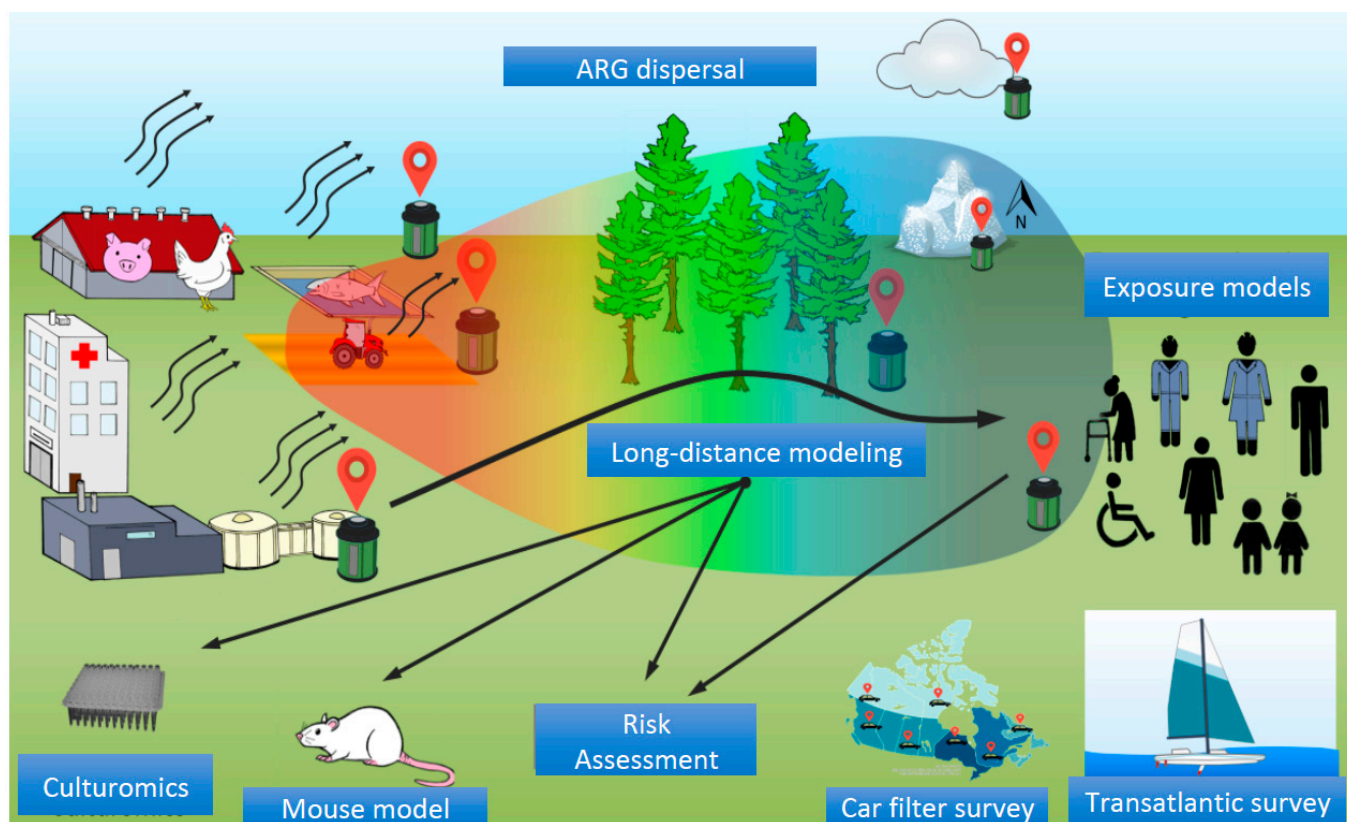 ARG dispersal
N
Exposure models
Long-distance modeling
Risk
Assessment
Culturomics
Mouse model
Car filter survey
Transatlantic survey